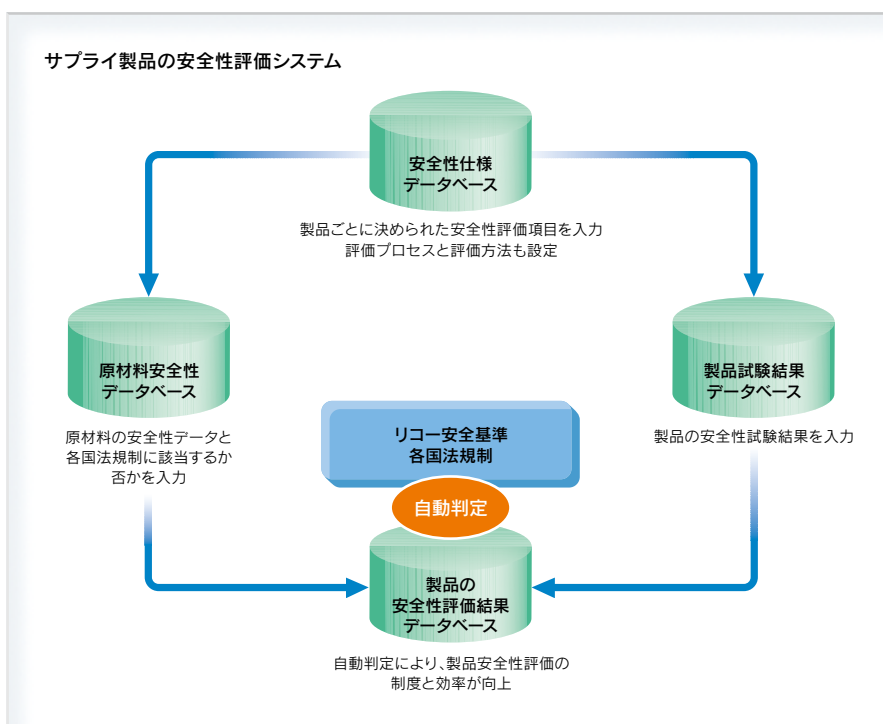 サプライ製品の安全性評価システム
安全性仕様
データベース
製品ごとに決められた安全性評価項目を入力
評価プロセスと評価方法も設定
原材料安全性
データベース
原材料の安全性データと
各国法規制に該当するか
否かを入力
製品試験結果
データベース
製品の安全性試験結果を入力
リコー安全基準
各国法規制
自動判定
製品の
安全性評価結果
データベース
自動判定により、製品安全性評価の
制度と効率が向上